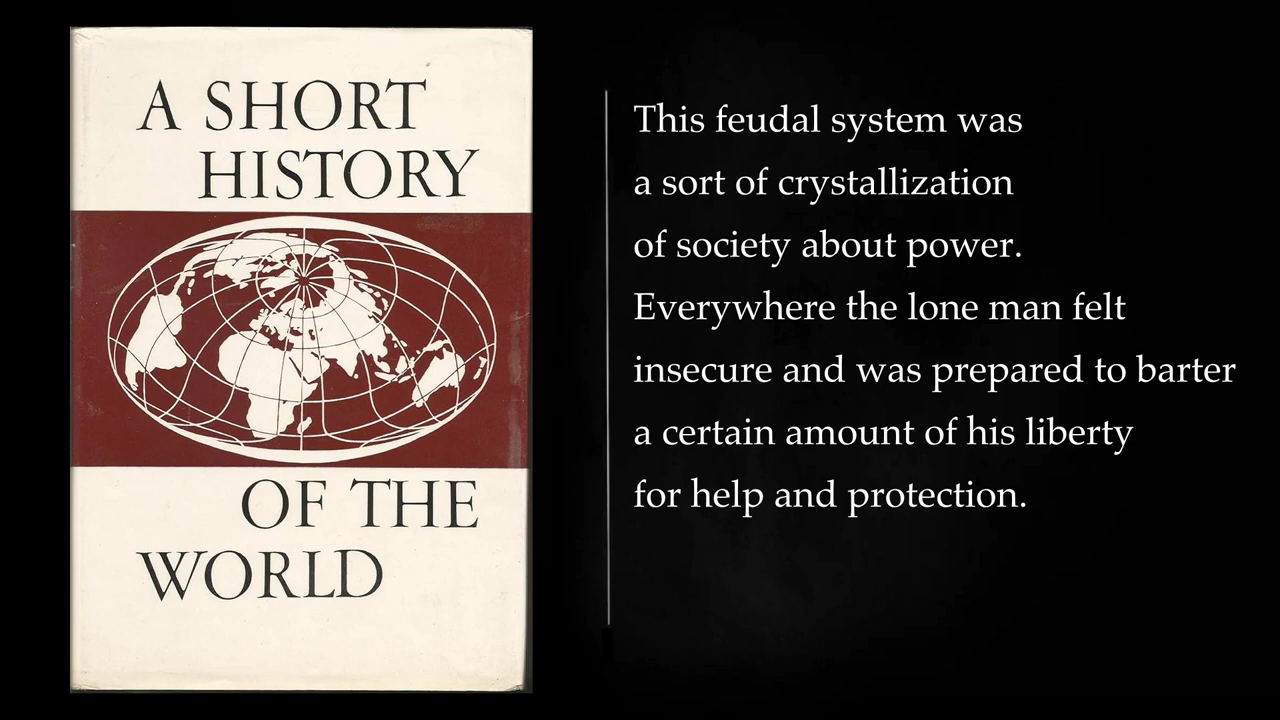 A SHORT
HISTORY
OF THE
WORLD
This feudal system was
a sort of crystallization
of society about power.
Everywhere the lone man felt
insecure and was prepared to barter
a certain amount of his liberty
for help and protection.